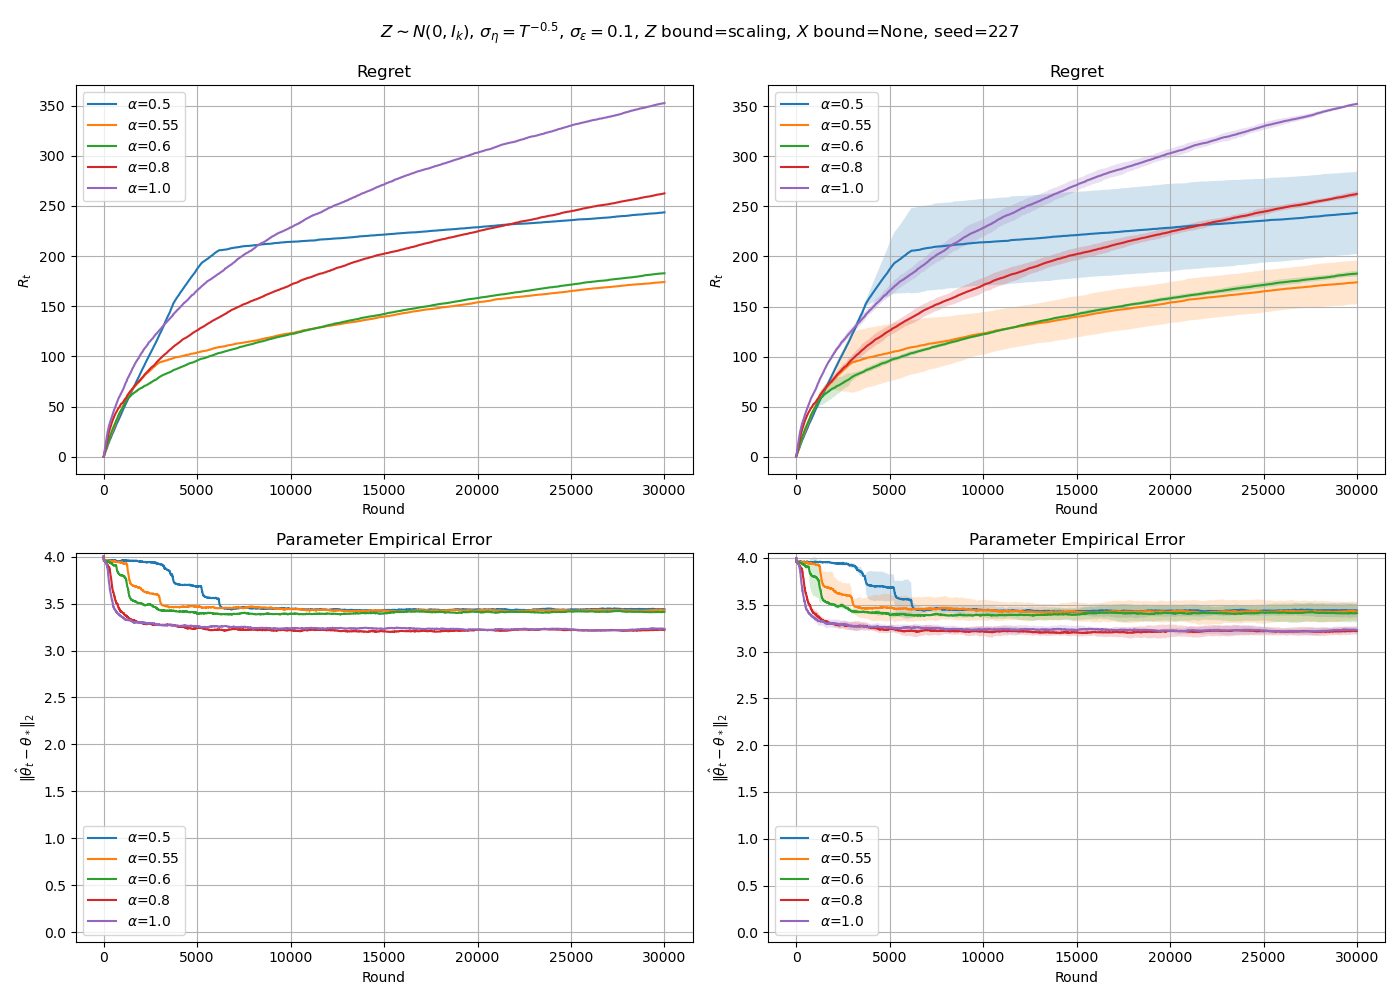 Z ∼ N(0, I_k), σ_η = T^{−0.5}, σ_ε = 0.1, Z bound=scaling, X bound=None, seed=227
Regret
R_t
350
300
250
200
150
100
50
0
α=0.5
α=0.55
α=0.6
α=0.8
α=1.0
0 5000 10000 15000 20000 25000 30000
Round
Regret
R_t
350
300
250
200
150
100
50
0
α=0.5
α=0.55
α=0.6
α=0.8
α=1.0
0 5000 10000 15000 20000 25000 30000
Round
Parameter Empirical Error
‖θ̂_t − θ_*‖_2
4.0
3.5
3.0
2.5
2.0
1.5
1.0
0.5
0.0
α=0.5
α=0.55
α=0.6
α=0.8
α=1.0
0 5000 10000 15000 20000 25000 30000
Round
Parameter Empirical Error
‖θ̂_t − θ_*‖_2
4.0
3.5
3.0
2.5
2.0
1.5
1.0
0.5
0.0
α=0.5
α=0.55
α=0.6
α=0.8
α=1.0
0 5000 10000 15000 20000 25000 30000
Round